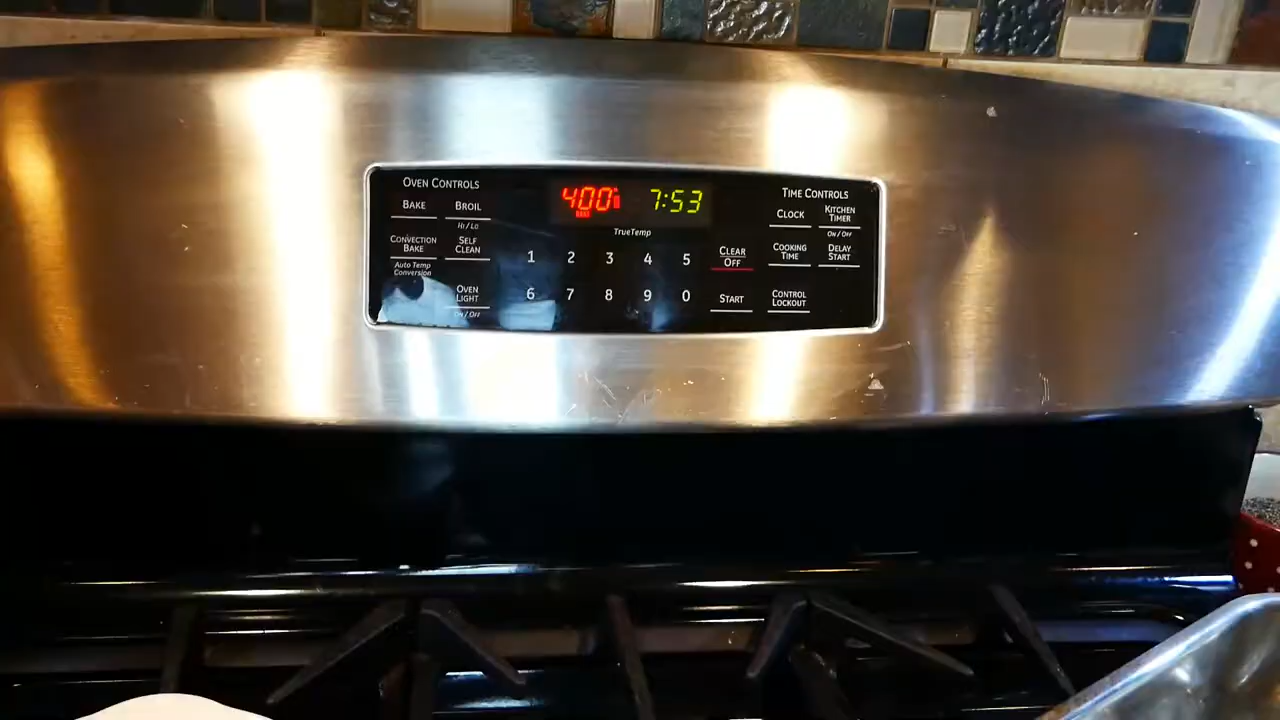 OVEN CONTROLS
BAKE
BROIL
HI / LO
CONVECTION
BAKE
SELF
CLEAN
Auto Temp
Conversion
OVEN
LIGHT
ON / OFF
400°
BAKE
7:53
TrueTemp
1 2 3 4 5
6 7 8 9 0
CLEAR
OFF
START
TIME CONTROLS
CLOCK
KITCHEN
TIMER
ON / OFF
COOKING
TIME
DELAY
START
CONTROL
LOCKOUT